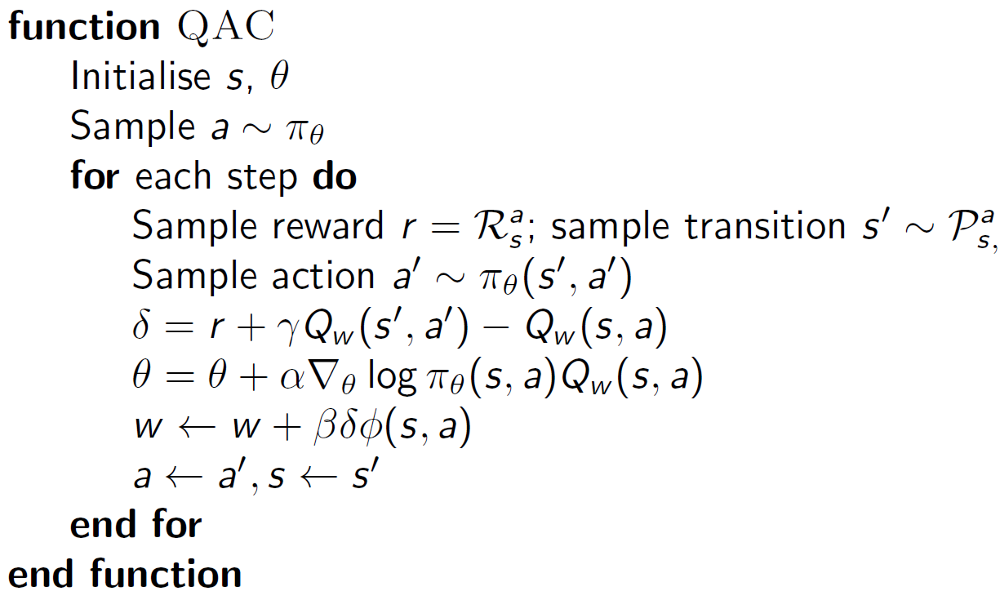 function QAC
Initialise s, θ
Sample a ∼ π_θ
for each step do
Sample reward r = ℛ_s^a; sample transition s′ ∼ 𝒫_{s,}^a
Sample action a′ ∼ π_θ(s′, a′)
δ = r + γQ_w(s′, a′) − Q_w(s, a)
θ = θ + α∇_θ log π_θ(s, a)Q_w(s, a)
w ← w + βδϕ(s, a)
a ← a′, s ← s′
end for
end function